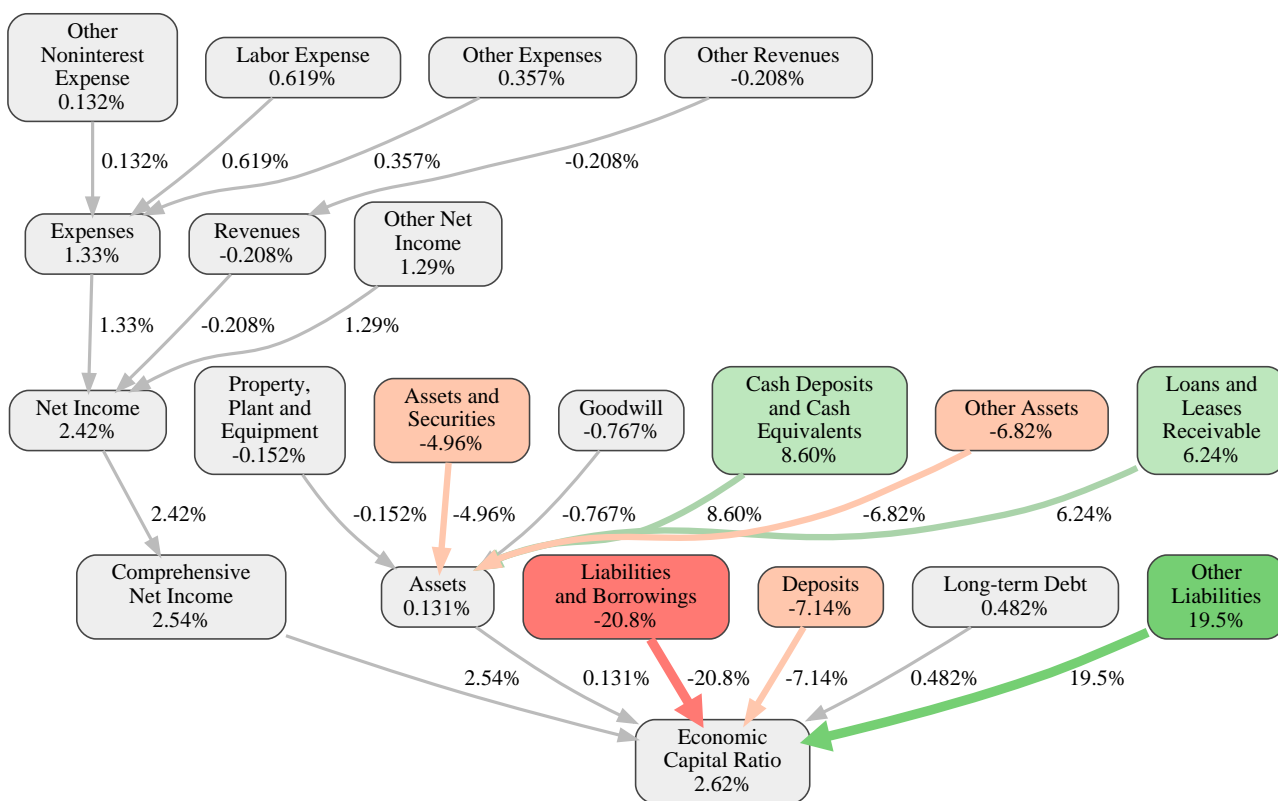 Other
Noninterest
Expense
0.132%
Labor Expense
0.619%
Other Expenses
0.357%
Other Revenues
-0.208%
0.132%
0.619%
0.357%
-0.208%
Expenses
1.33%
Revenues
-0.208%
Other Net
Income
1.29%
1.33%
-0.208%
1.29%
Net Income
2.42%
Property,
Plant and
Equipment
-0.152%
Assets and
Securities
-4.96%
Goodwill
-0.767%
Cash Deposits
and Cash
Equivalents
8.60%
Other Assets
-6.82%
Loans and
Leases
Receivable
6.24%
2.42%
-0.152%
-4.96%
-0.767%
8.60%
-6.82%
6.24%
Comprehensive
Net Income
2.54%
Assets
0.131%
Liabilities
and Borrowings
-20.8%
Deposits
-7.14%
Long-term Debt
0.482%
Other
Liabilities
19.5%
2.54%
0.131%
-20.8%
-7.14%
0.482%
19.5%
Economic
Capital Ratio
2.62%